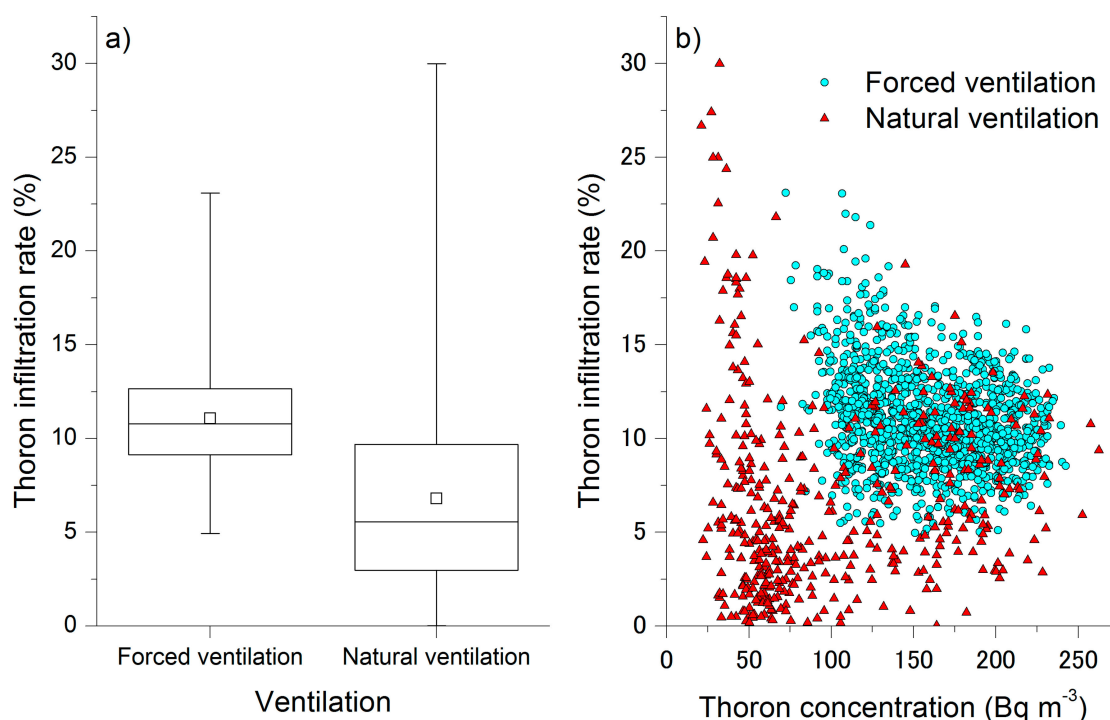 a)
Thoron infiltration rate (%)
30
25
20
15
10
5
0
Forced ventilation Natural ventilation
Ventilation
b)
Forced ventilation
Natural ventilation
Thoron infiltration rate (%)
30
25
20
15
10
5
0
0 50 100 150 200 250
Thoron concentration (Bq m⁻³)